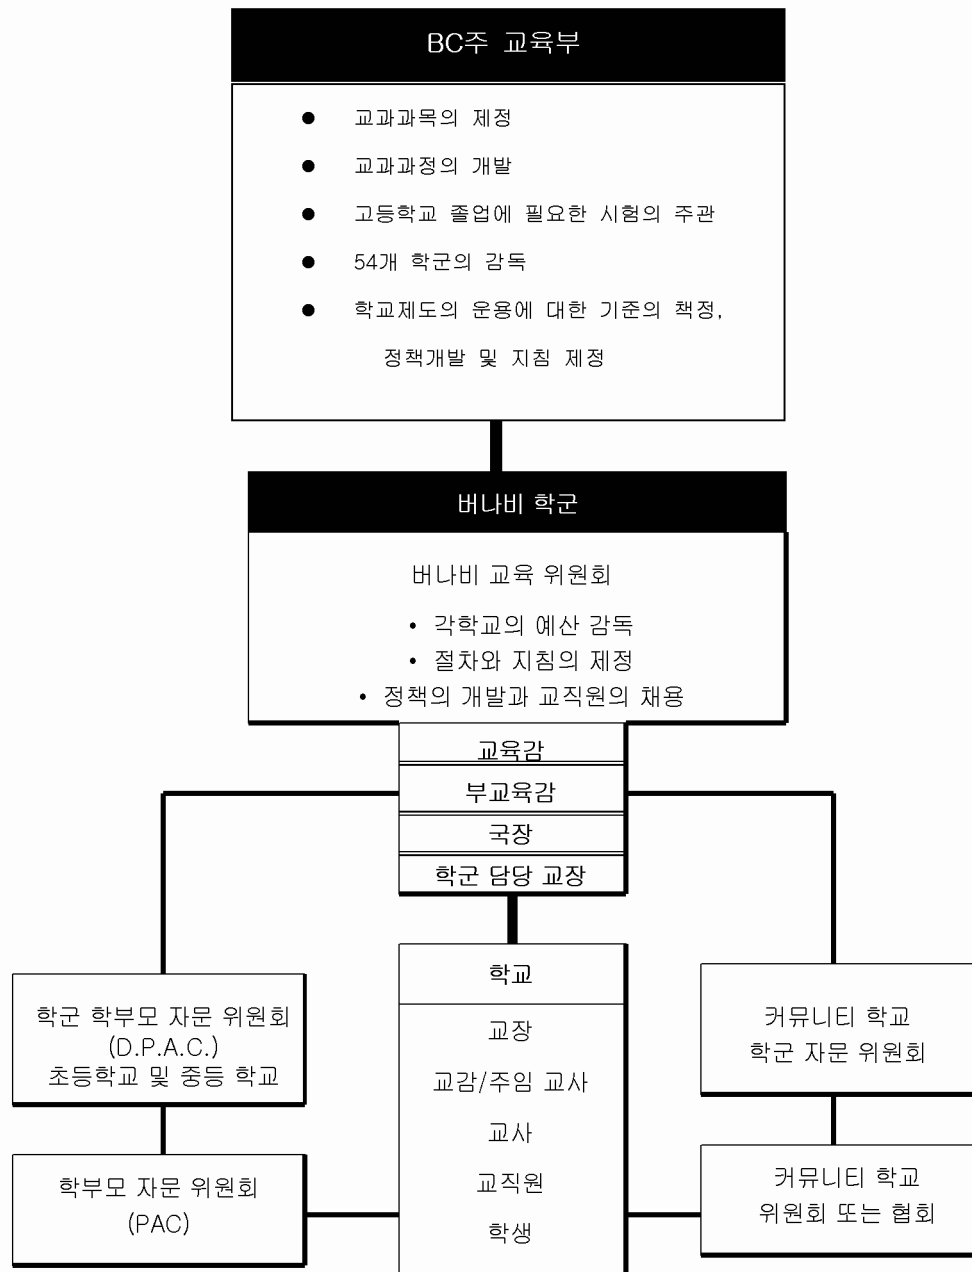 BC주 교육부
● 교과과목의 제정
● 교과과정의 개발
● 고등학교 졸업에 필요한 시험의 주관
● 54개 학군의 감독
● 학교제도의 운용에 대한 기준의 책정,
정책개발 및 지침 제정
버나비 학군
버나비 교육 위원회
• 각학교의 예산 감독
• 절차와 지침의 제정
• 정책의 개발과 교직원의 채용
교육감
부교육감
국장
학군 담당 교장
학군 학부모 자문 위원회
(D.P.A.C.)
초등학교 및 중등 학교
학부모 자문 위원회
(PAC)
학교
교장
교감/주임 교사
교사
교직원
학생
커뮤니티 학교
학군 자문 위원회
커뮤니티 학교
위원회 또는 협회